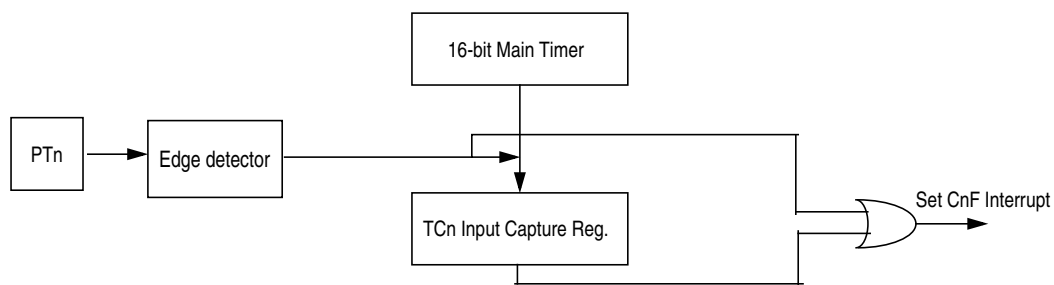 16-bit Main Timer
PTn
Edge detector
TCn Input Capture Reg.
Set CnF Interrupt